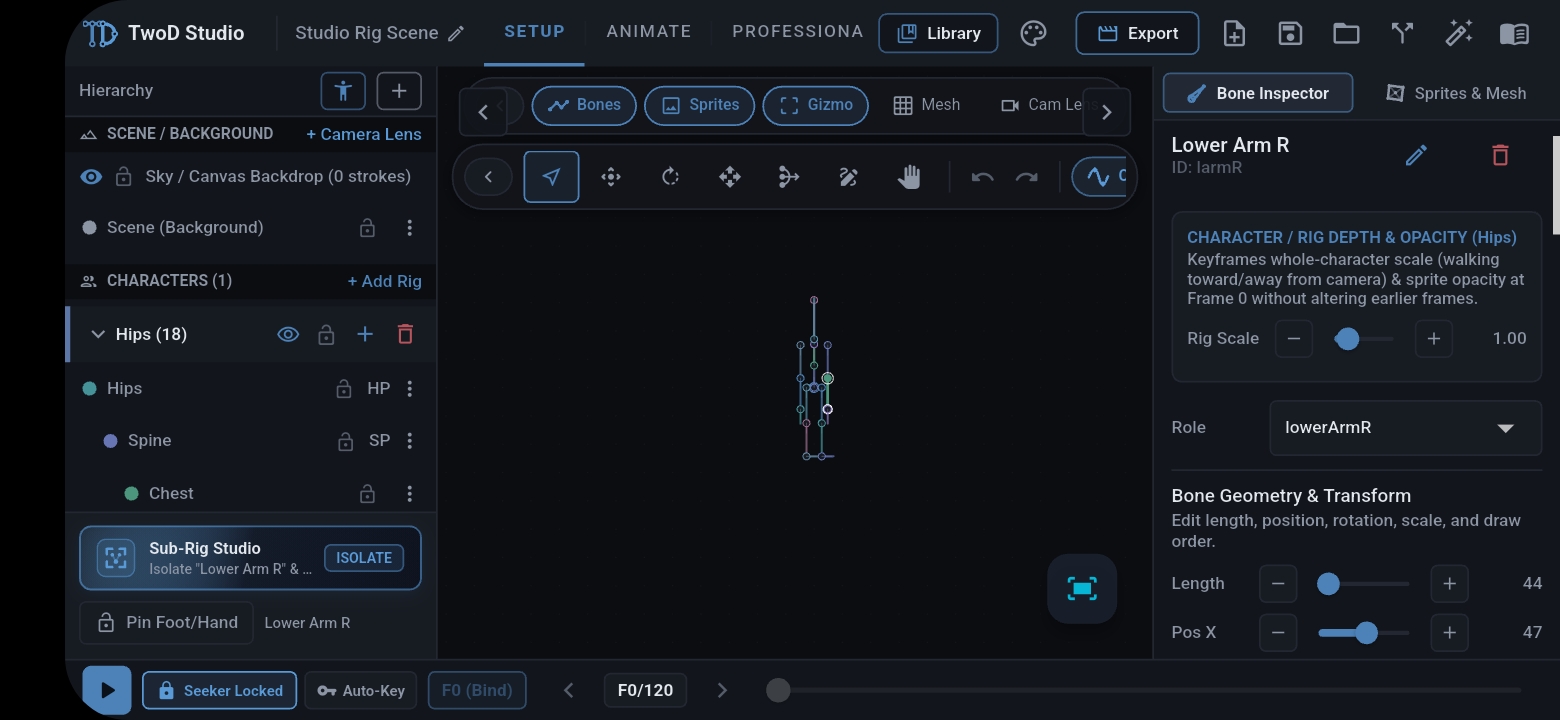 TwoD Studio
Studio Rig Scene
SETUP
ANIMATE
PROFESSIONA
Library
Export
Hierarchy
SCENE / BACKGROUND
+ Camera Lens
Sky / Canvas Backdrop (0 strokes)
Scene (Background)
CHARACTERS (1)
+ Add Rig
Hips (18)
Hips
HP
Spine
SP
Chest
Sub-Rig Studio
Isolate "Lower Arm R" & ...
ISOLATE
Pin Foot/Hand
Lower Arm R
Bones
Sprites
Gizmo
Mesh
Cam Le
Bone Inspector
Sprites & Mesh
Lower Arm R
ID: larmR
CHARACTER / RIG DEPTH & OPACITY (Hips)
Keyframes whole-character scale (walking
toward/away from camera) & sprite opacity at
Frame 0 without altering earlier frames.
Rig Scale
1.00
Role
lowerArmR
Bone Geometry & Transform
Edit length, position, rotation, scale, and draw
order.
Length
44
Pos X
47
Seeker Locked
Auto-Key
F0 (Bind)
F0/120